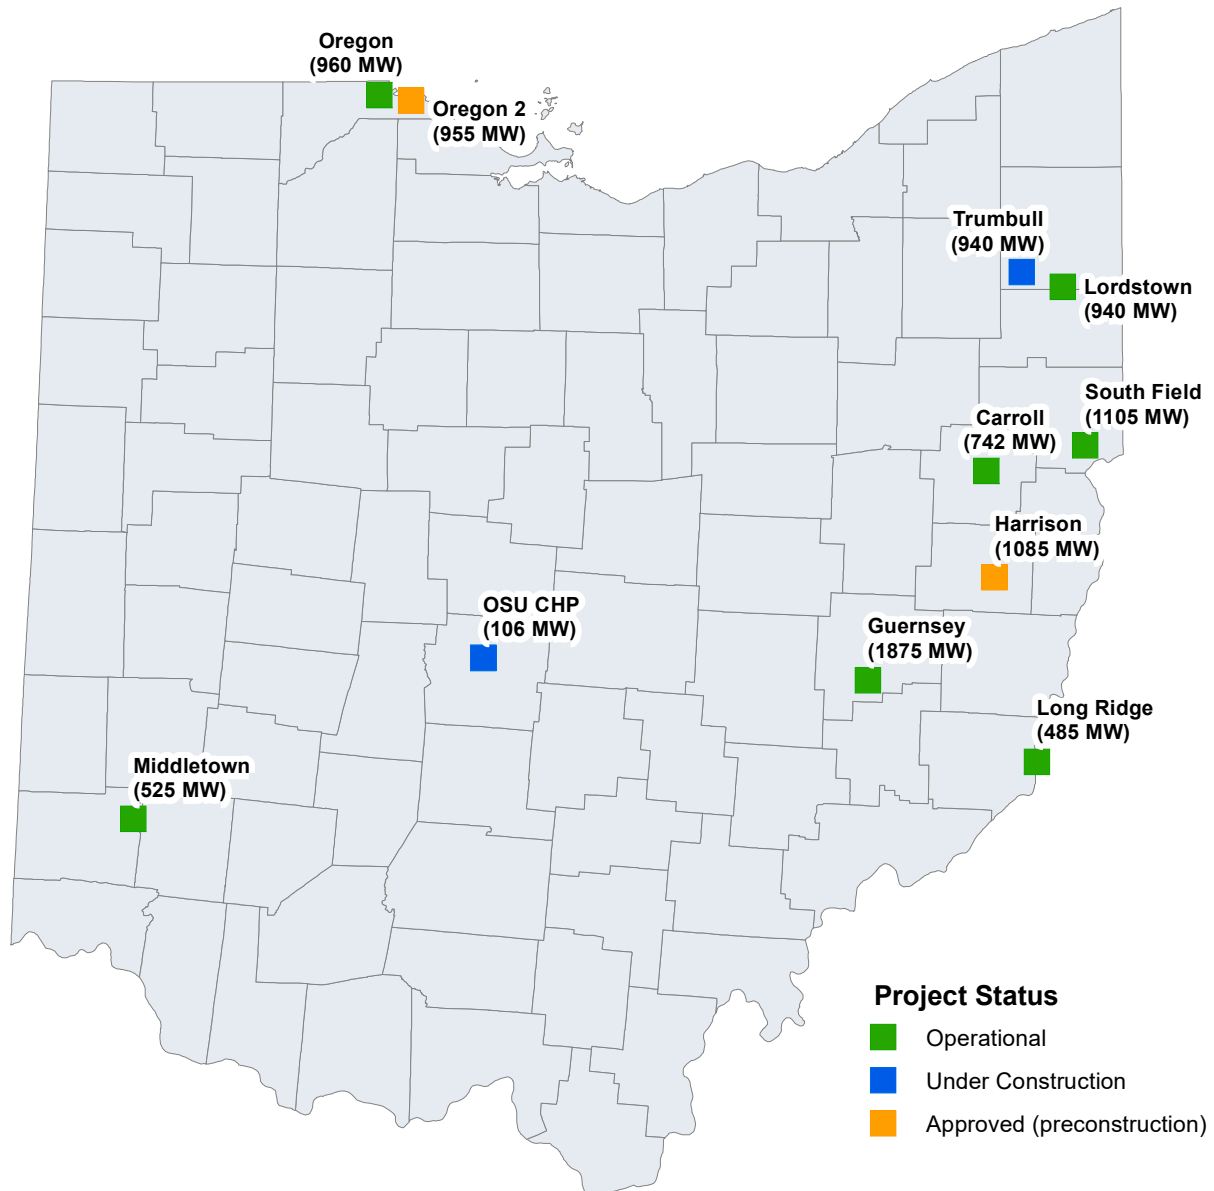 Oregon
(960 MW)
Oregon 2
(955 MW)
Trumbull
(940 MW)
Lordstown
(940 MW)
South Field
(1105 MW)
Carroll
(742 MW)
Harrison
(1085 MW)
OSU CHP
(106 MW)
Guernsey
(1875 MW)
Long Ridge
(485 MW)
Middletown
(525 MW)
Project Status
Operational
Under Construction
Approved (preconstruction)